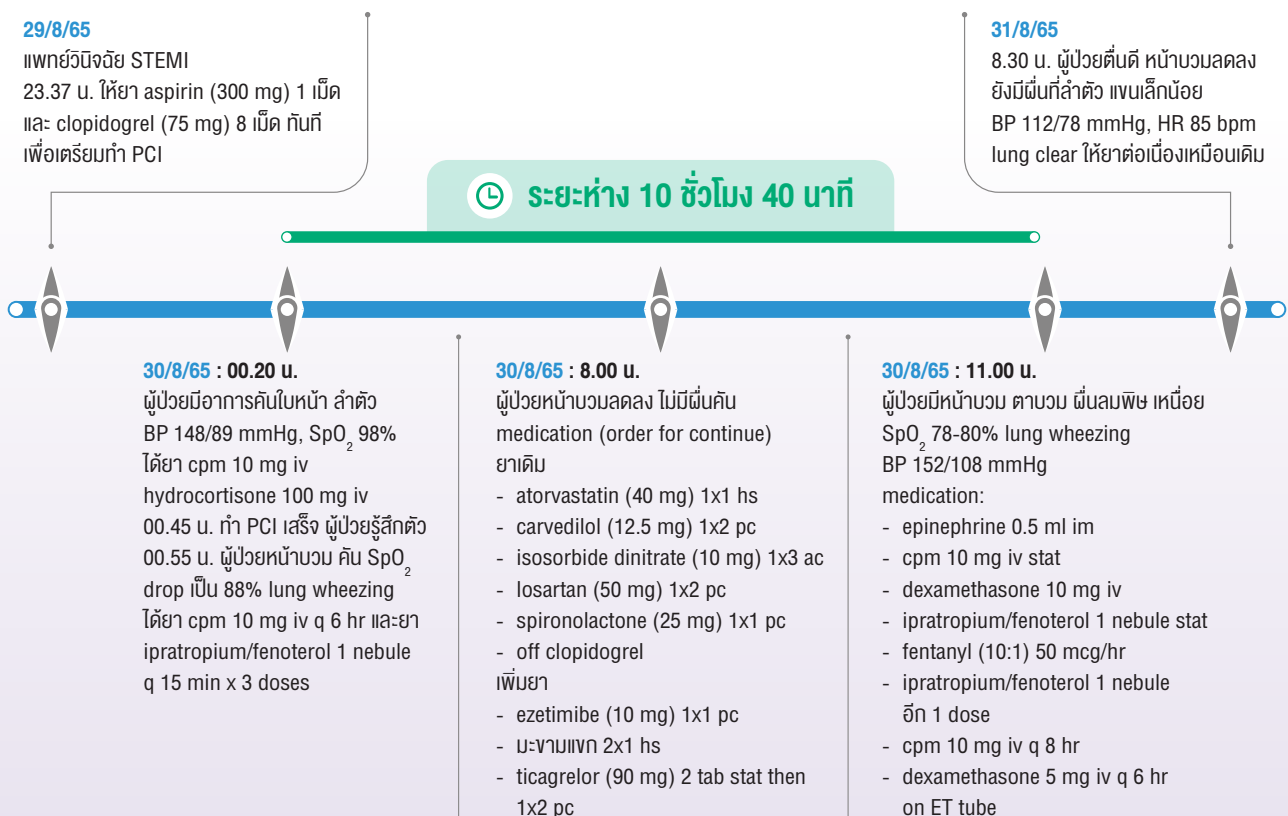 29/8/65
แพทย์วินิจฉัย STEMI
23.37 น. ให้ยา aspirin (300 mg) 1 เม็ด
และ clopidogrel (75 mg) 8 เม็ด ทันที
เพื่อเตรียมทำ PCI
31/8/65
8.30 น. ผู้ป่วยตื่นดี หน้าบวมลดลง
ยังมีผื่นที่ลำตัว แขนเล็กน้อย
BP 112/78 mmHg, HR 85 bpm
lung clear ให้ยาต่อเนื่องเหมือนเดิม
ระยะห่าง 10 ชั่วโมง 40 นาที
30/8/65 : 00.20 น.
ผู้ป่วยมีอาการคันใบหน้า ลำตัว
BP 148/89 mmHg, SpO₂ 98%
ได้ยา cpm 10 mg iv
hydrocortisone 100 mg iv
00.45 น. ทำ PCI เสร็จ ผู้ป่วยรู้สึกตัว
00.55 น. ผู้ป่วยหน้าบวม คัน SpO₂
drop เป็น 88% lung wheezing
ได้ยา cpm 10 mg iv q 6 hr และยา
ipratropium/fenoterol 1 nebule
q 15 min x 3 doses
30/8/65 : 8.00 น.
ผู้ป่วยหน้าบวมลดลง ไม่มีผื่นคัน
medication (order for continue)
ยาเดิม
- atorvastatin (40 mg) 1x1 hs
- carvedilol (12.5 mg) 1x2 pc
- isosorbide dinitrate (10 mg) 1x3 ac
- losartan (50 mg) 1x2 pc
- spironolactone (25 mg) 1x1 pc
- off clopidogrel
เพิ่มยา
- ezetimibe (10 mg) 1x1 pc
- มะขามแขก 2x1 hs
- ticagrelor (90 mg) 2 tab stat then
1x2 pc
30/8/65 : 11.00 น.
ผู้ป่วยมีหน้าบวม ตาบวม ผื่นลมพิษ เหนื่อย
SpO₂ 78-80% lung wheezing
BP 152/108 mmHg
medication:
- epinephrine 0.5 ml im
- cpm 10 mg iv stat
- dexamethasone 10 mg iv
- ipratropium/fenoterol 1 nebule stat
- fentanyl (10:1) 50 mcg/hr
- ipratropium/fenoterol 1 nebule
อีก 1 dose
- cpm 10 mg iv q 8 hr
- dexamethasone 5 mg iv q 6 hr
on ET tube